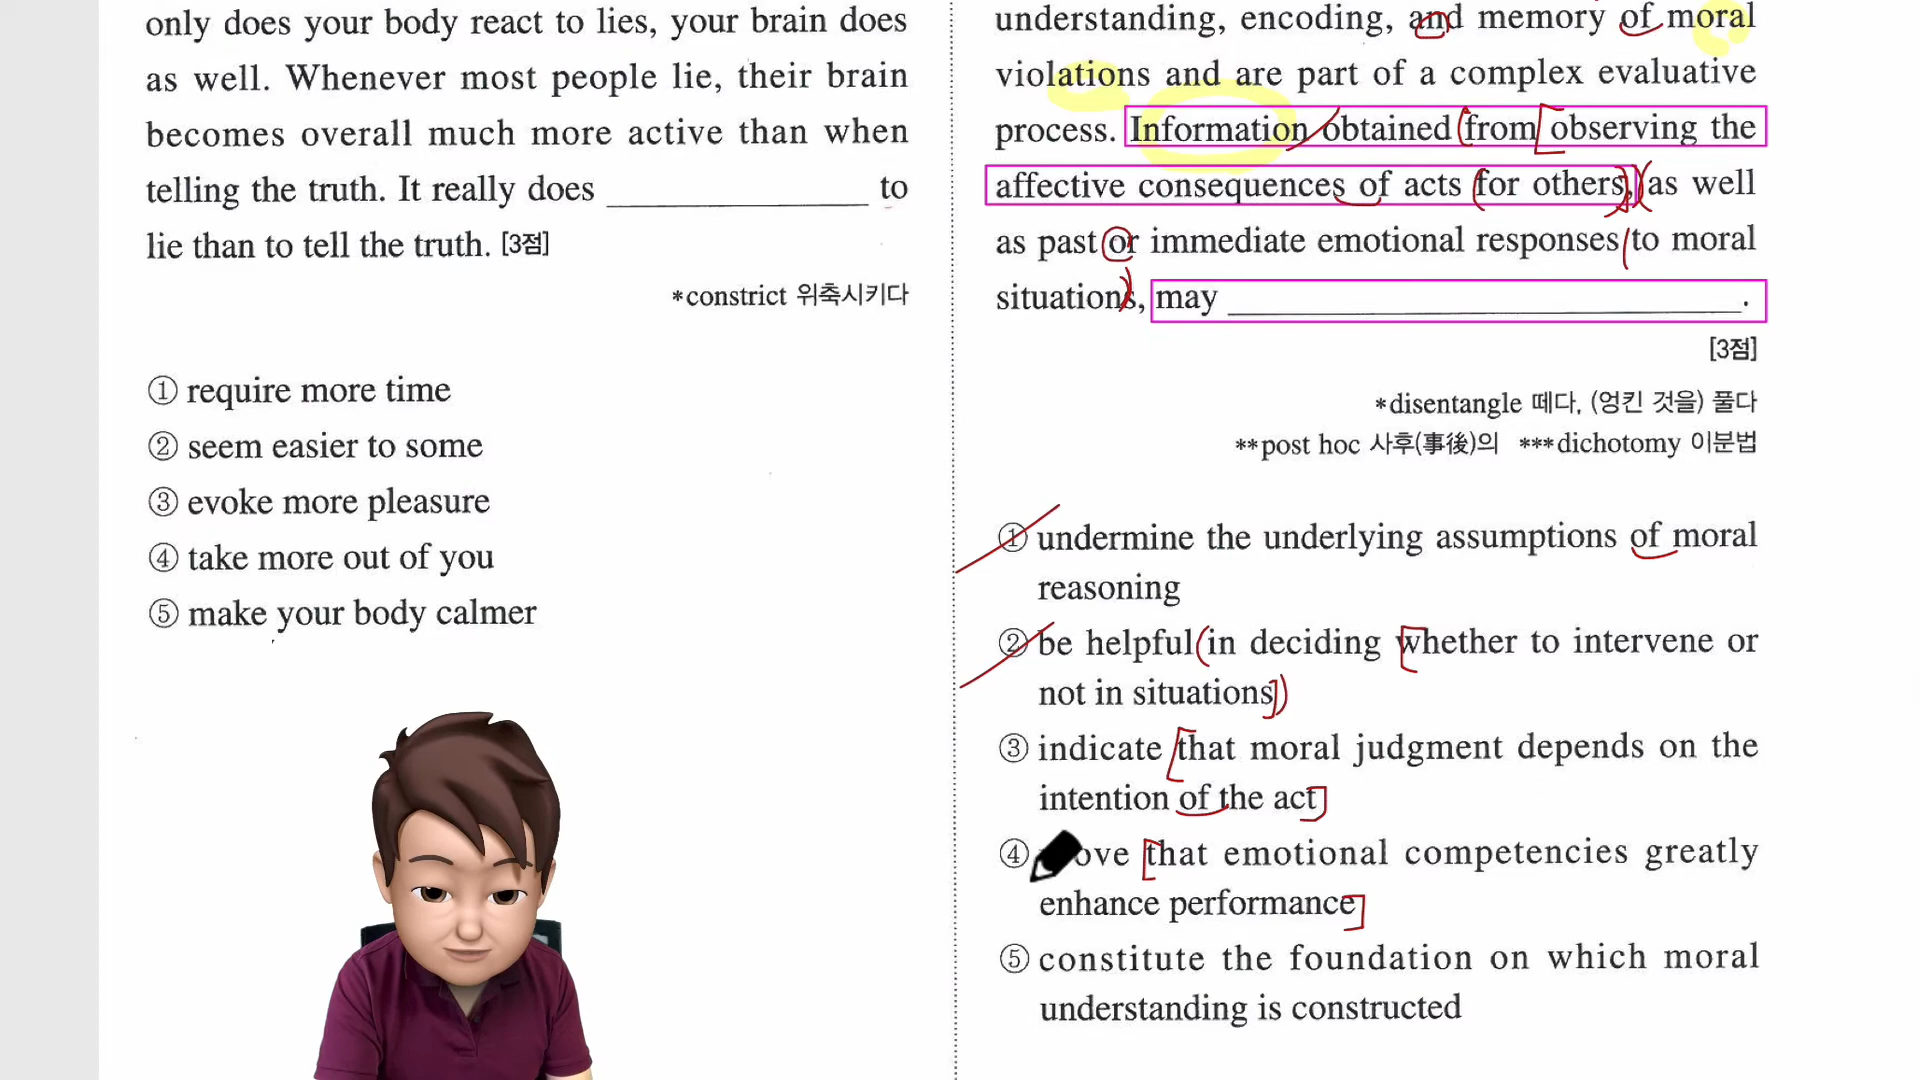 only does your body react to lies, your brain does
as well. Whenever most people lie, their brain
becomes overall much more active than when
telling the truth. It really does ____________ to
lie than to tell the truth. [3점]
*constrict 위축시키다
① require more time
② seem easier to some
③ evoke more pleasure
④ take more out of you
⑤ make your body calmer
understanding, encoding, and memory of moral
violations and are part of a complex evaluative
process. Information obtained from observing the
affective consequences of acts for others, as well
as past or immediate emotional responses to moral
situations, may ____________________.
[3점]
*disentangle 떼다, (엉킨 것을) 풀다
**post hoc 사후(事後)의 ***dichotomy 이분법
① undermine the underlying assumptions of moral
reasoning
② be helpful in deciding whether to intervene or
not in situations
③ indicate that moral judgment depends on the
intention of the act
④ that emotional competencies greatly
enhance performance
⑤ constitute the foundation on which moral
understanding is constructed